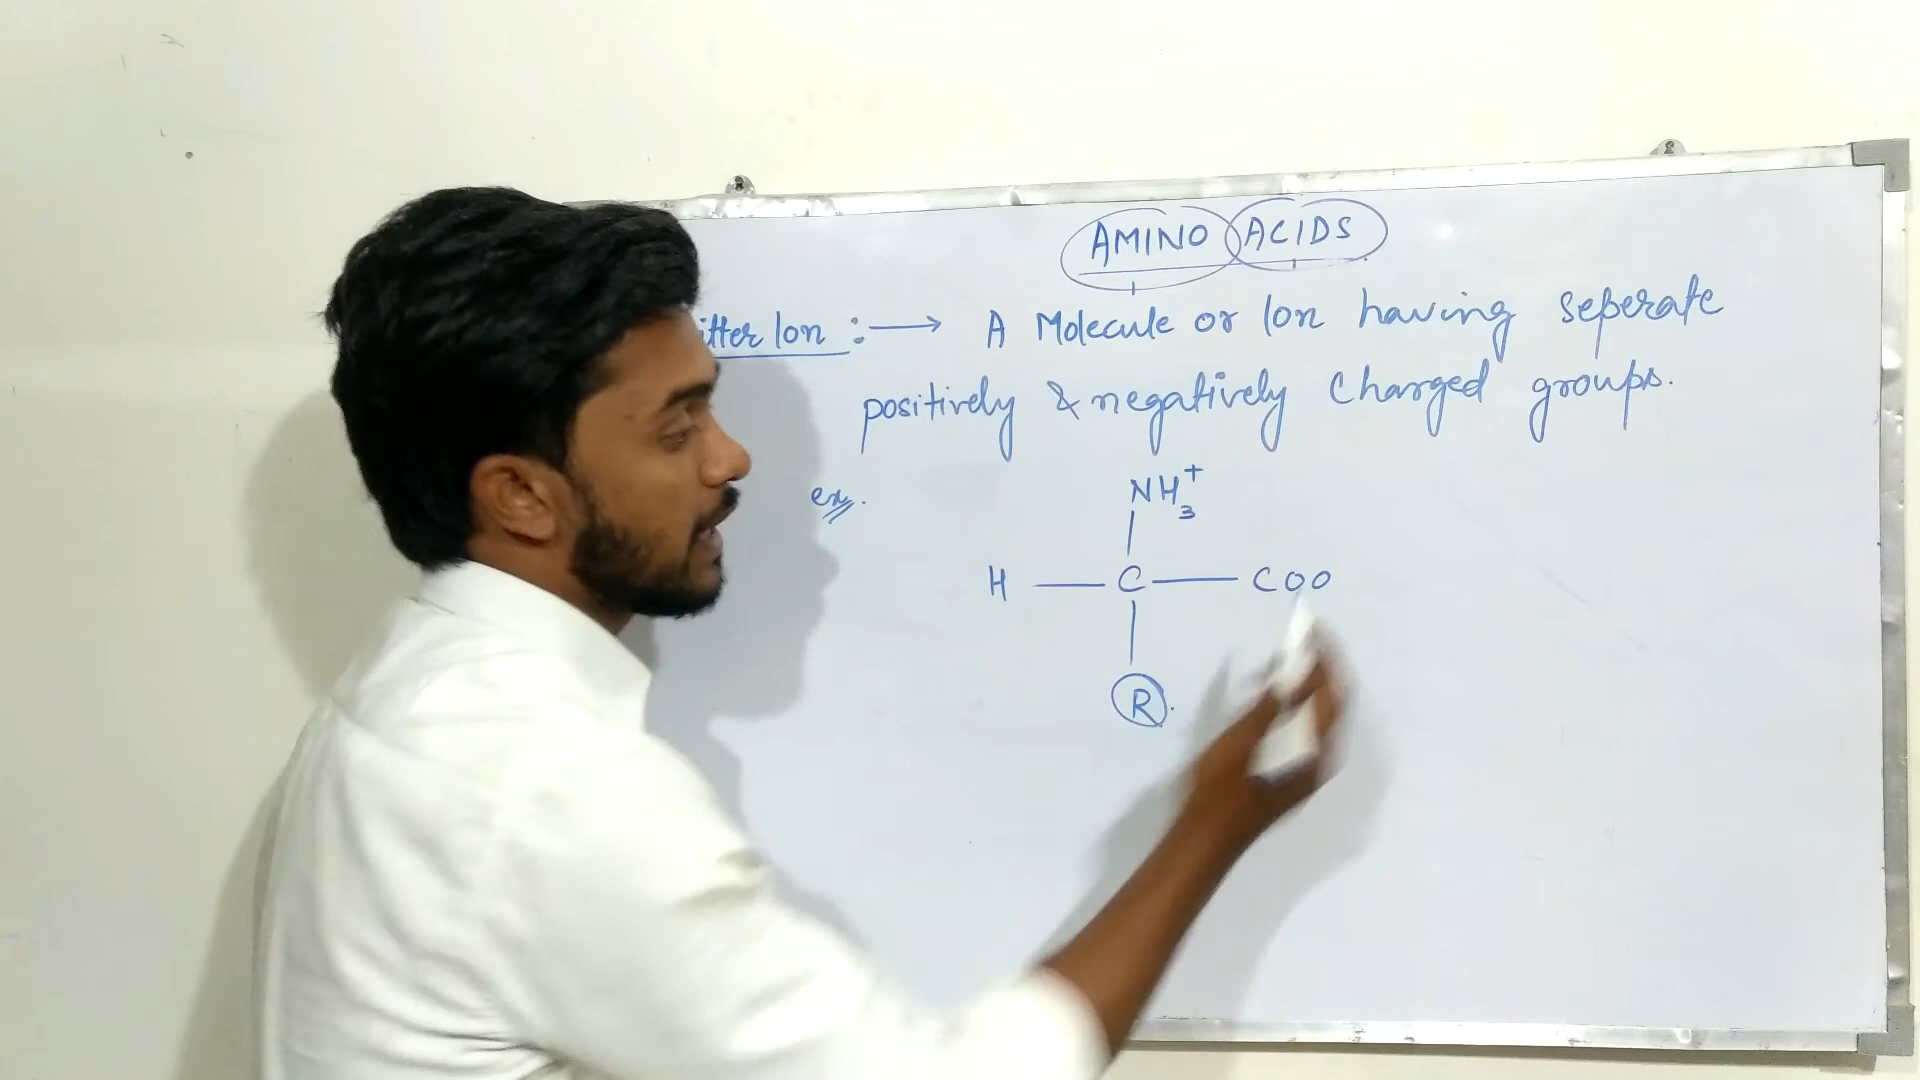 AMINO ACIDS
itter Ion :→ A Molecule or Ion having seperate
positively & negatively charged groups.
ex.
NH3+
H — C — COO
R